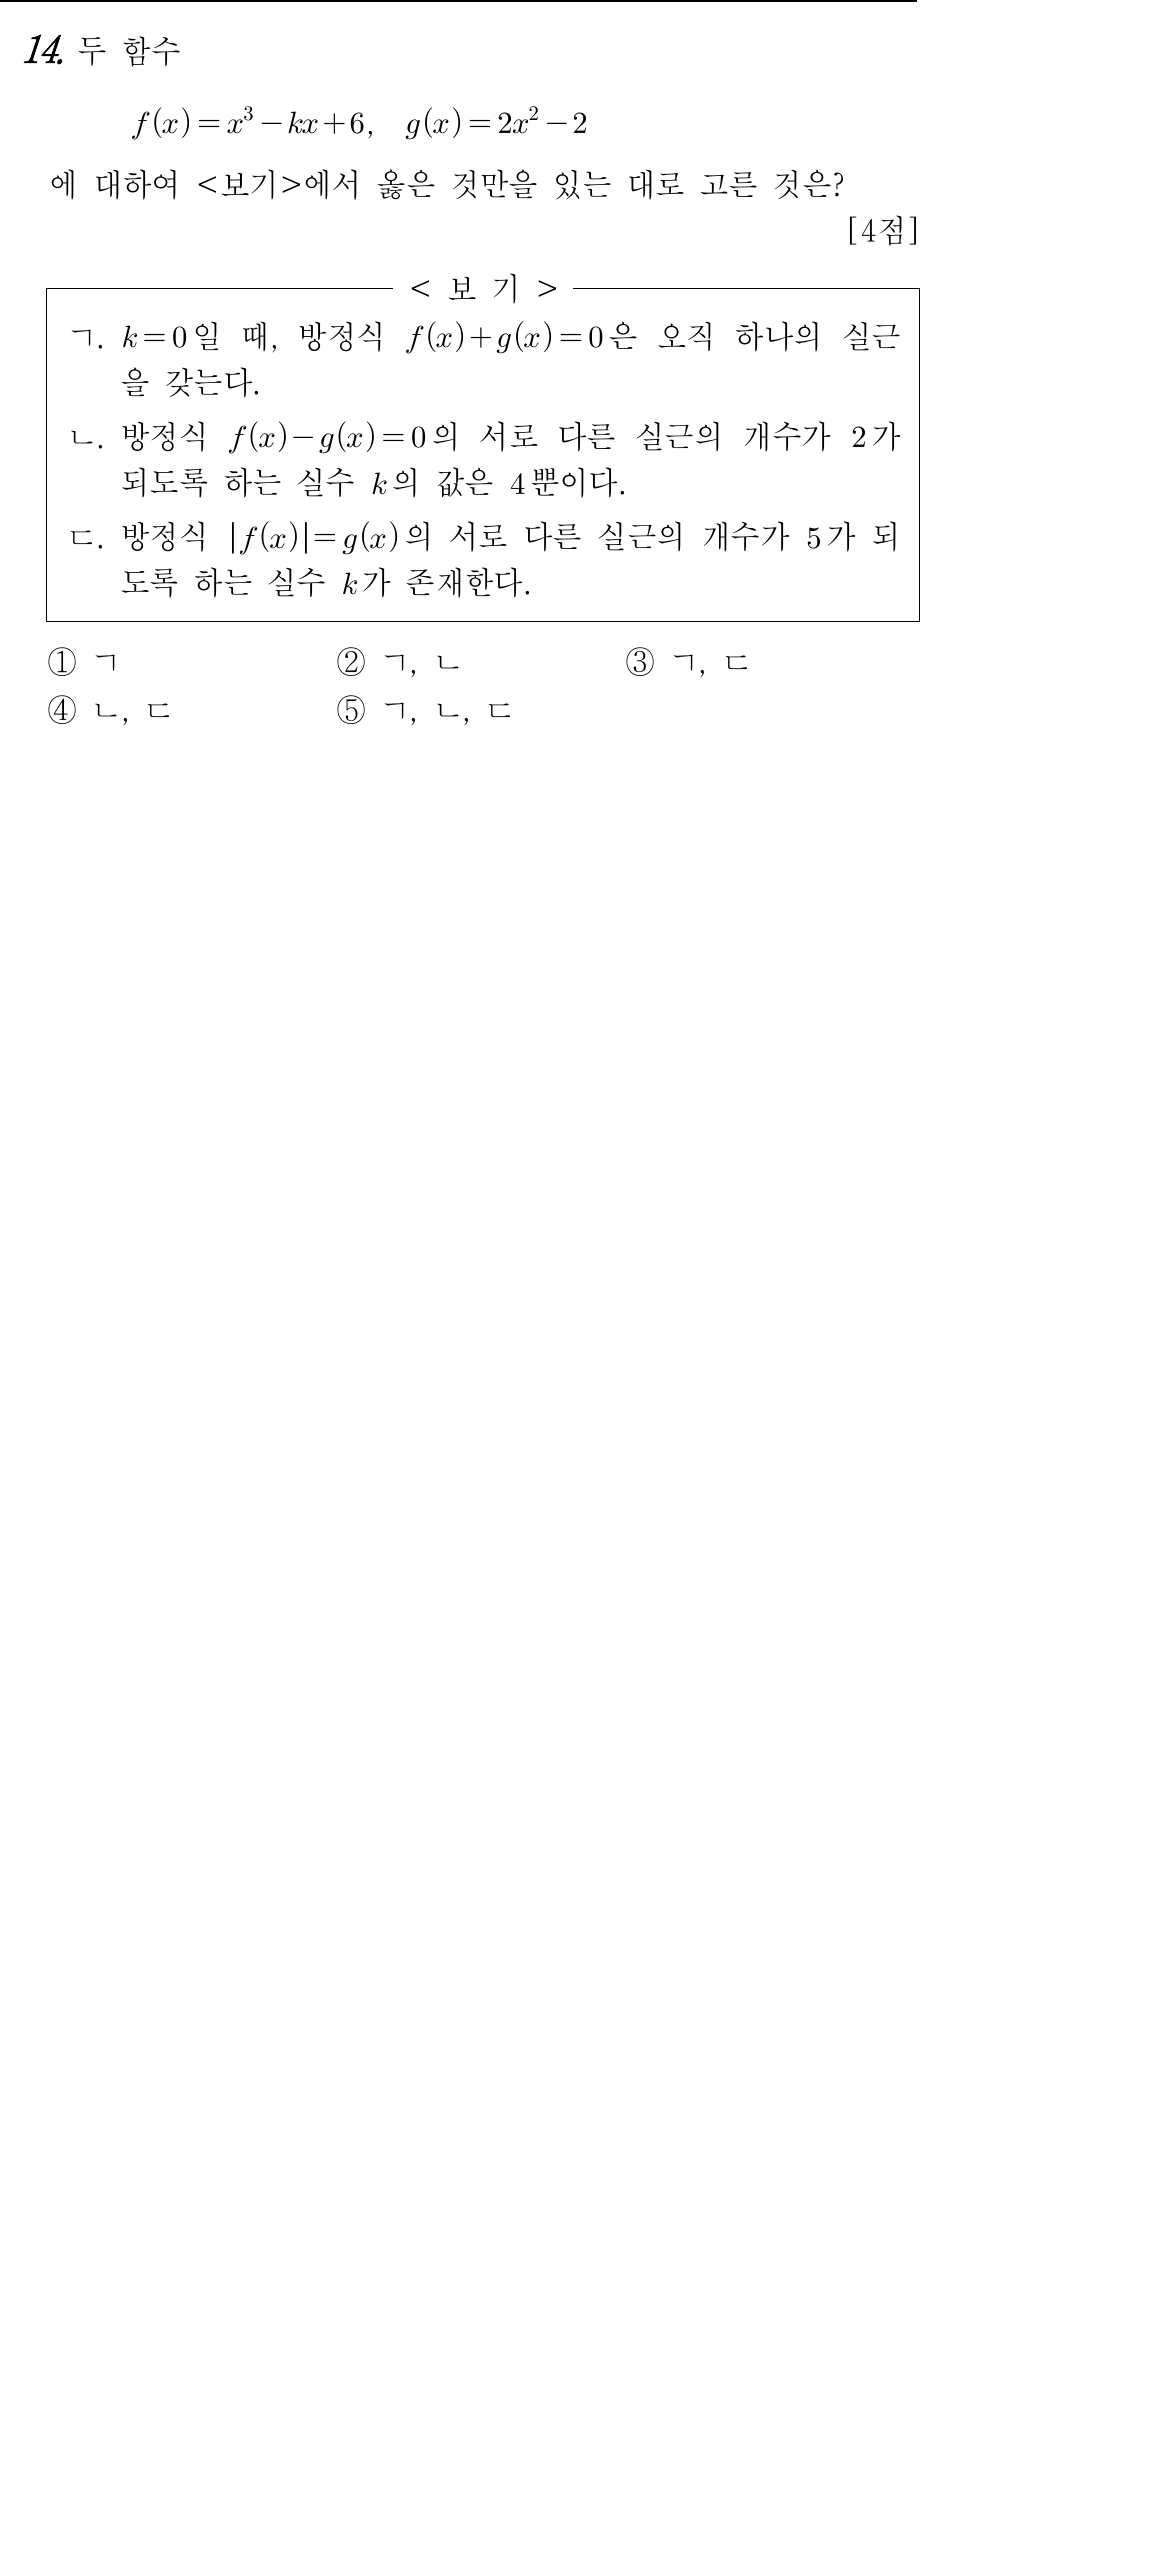 14. 두 함수
f(x)=x³−kx+6, g(x)=2x²−2
에 대하여 <보기>에서 옳은 것만을 있는 대로 고른 것은?
[4점]
< 보 기 >
ㄱ. k=0일 때, 방정식 f(x)+g(x)=0은 오직 하나의 실근
을 갖는다.
ㄴ. 방정식 f(x)−g(x)=0의 서로 다른 실근의 개수가 2가
되도록 하는 실수 k의 값은 4뿐이다.
ㄷ. 방정식 |f(x)|=g(x)의 서로 다른 실근의 개수가 5가 되
도록 하는 실수 k가 존재한다.
① ㄱ ② ㄱ, ㄴ ③ ㄱ, ㄷ
④ ㄴ, ㄷ ⑤ ㄱ, ㄴ, ㄷ